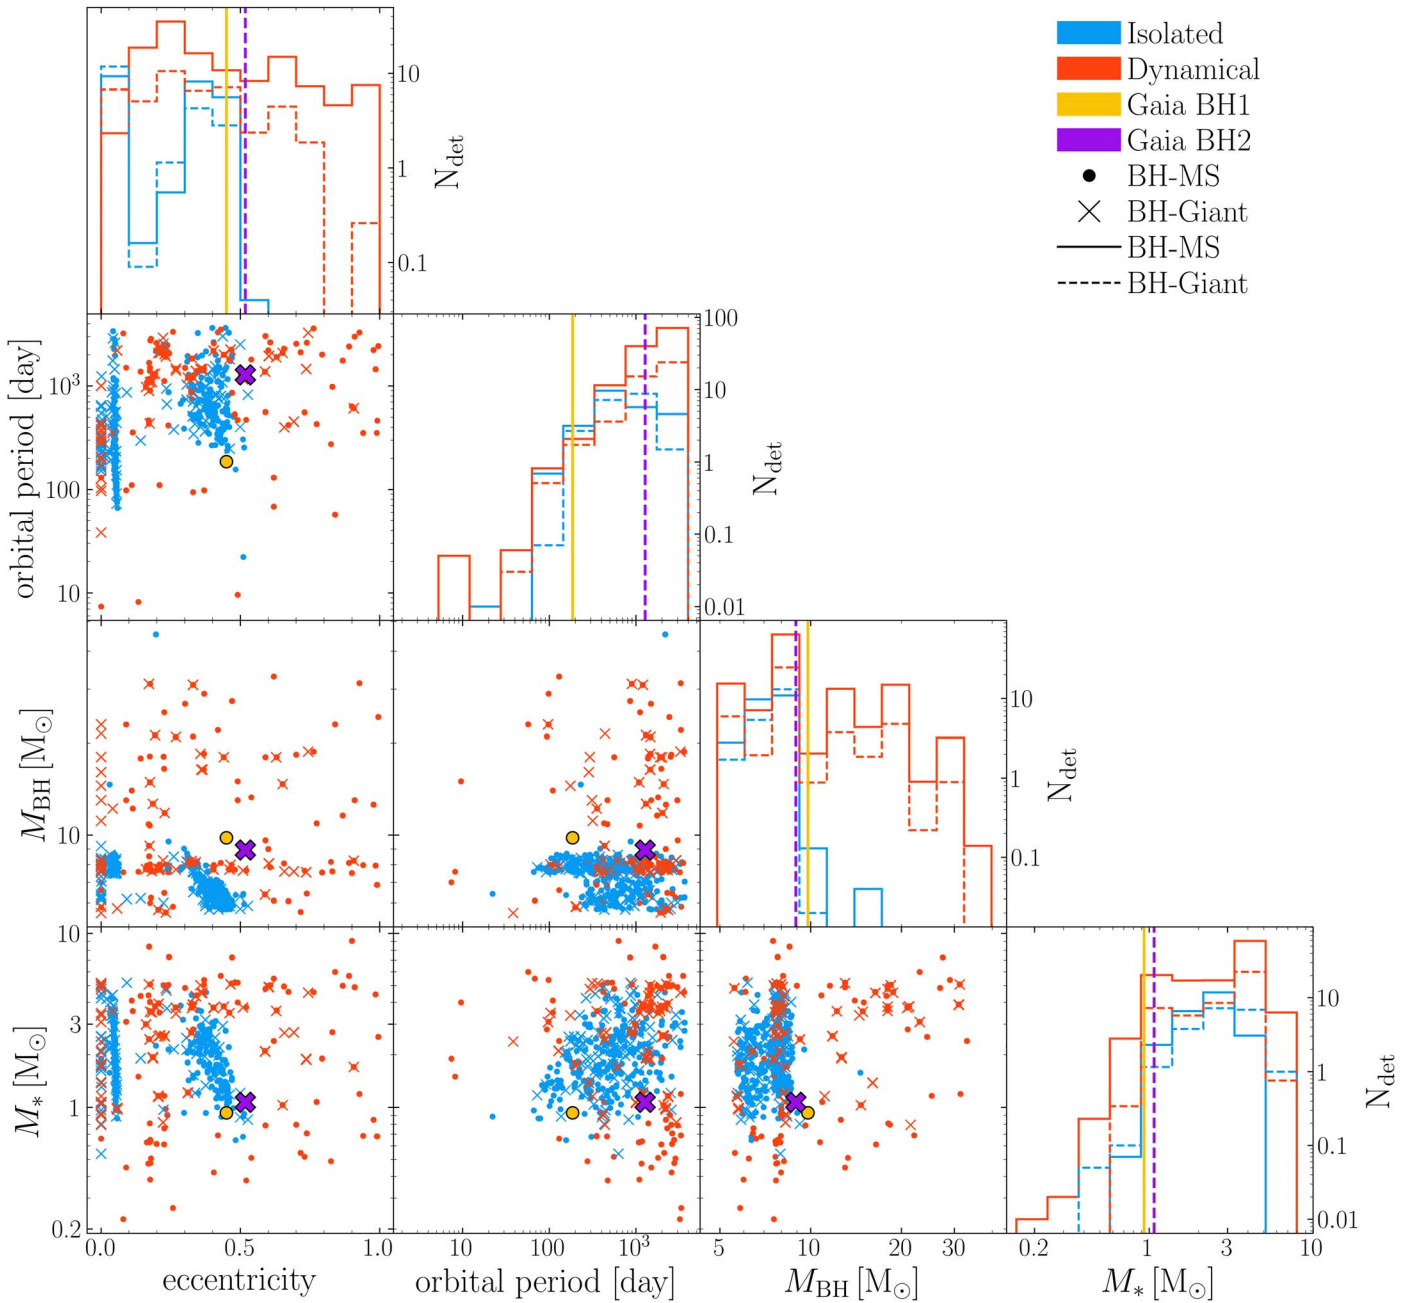 Isolated
Dynamical
Gaia BH1
Gaia BH2
BH-MS
BH-Giant
BH-MS
BH-Giant
10
1
0.1
N_det
10³
100
10
orbital period [day]
100
10
1
0.1
0.01
N_det
10
M_BH [M_⊙]
10
1
0.1
N_det
10
3
1
0.2
M_* [M_⊙]
10
1
0.1
0.01
N_det
0.0 0.5 1.0
10 100 10³
5 10 20 30
0.2 1 3 10
eccentricity
orbital period [day]
M_BH [M_⊙]
M_* [M_⊙]